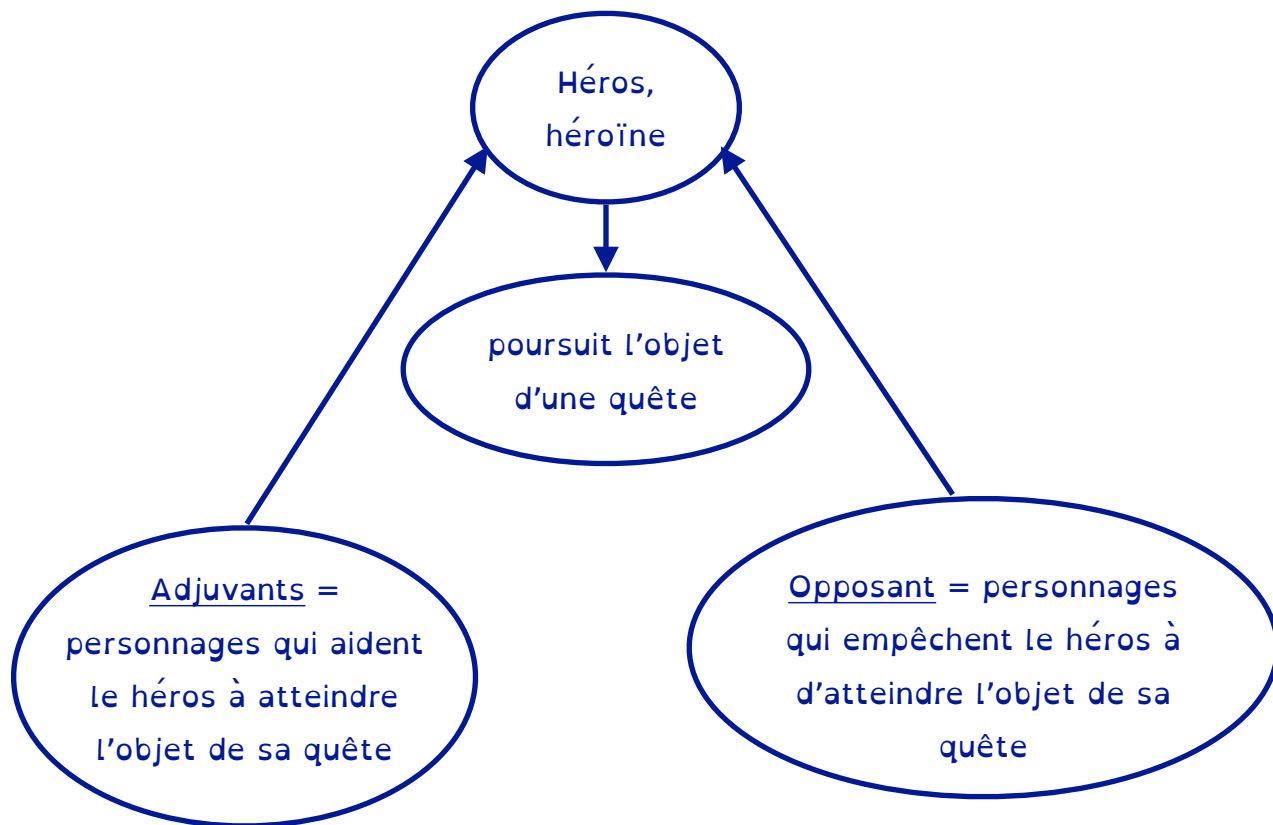 Héros,
héroïne
poursuit l'objet
d'une quête
Adjuvants =
personnages qui aident
le héros à atteindre
l'objet de sa quête
Opposant = personnages
qui empêchent le héros à
d'atteindre l'objet de sa
quête